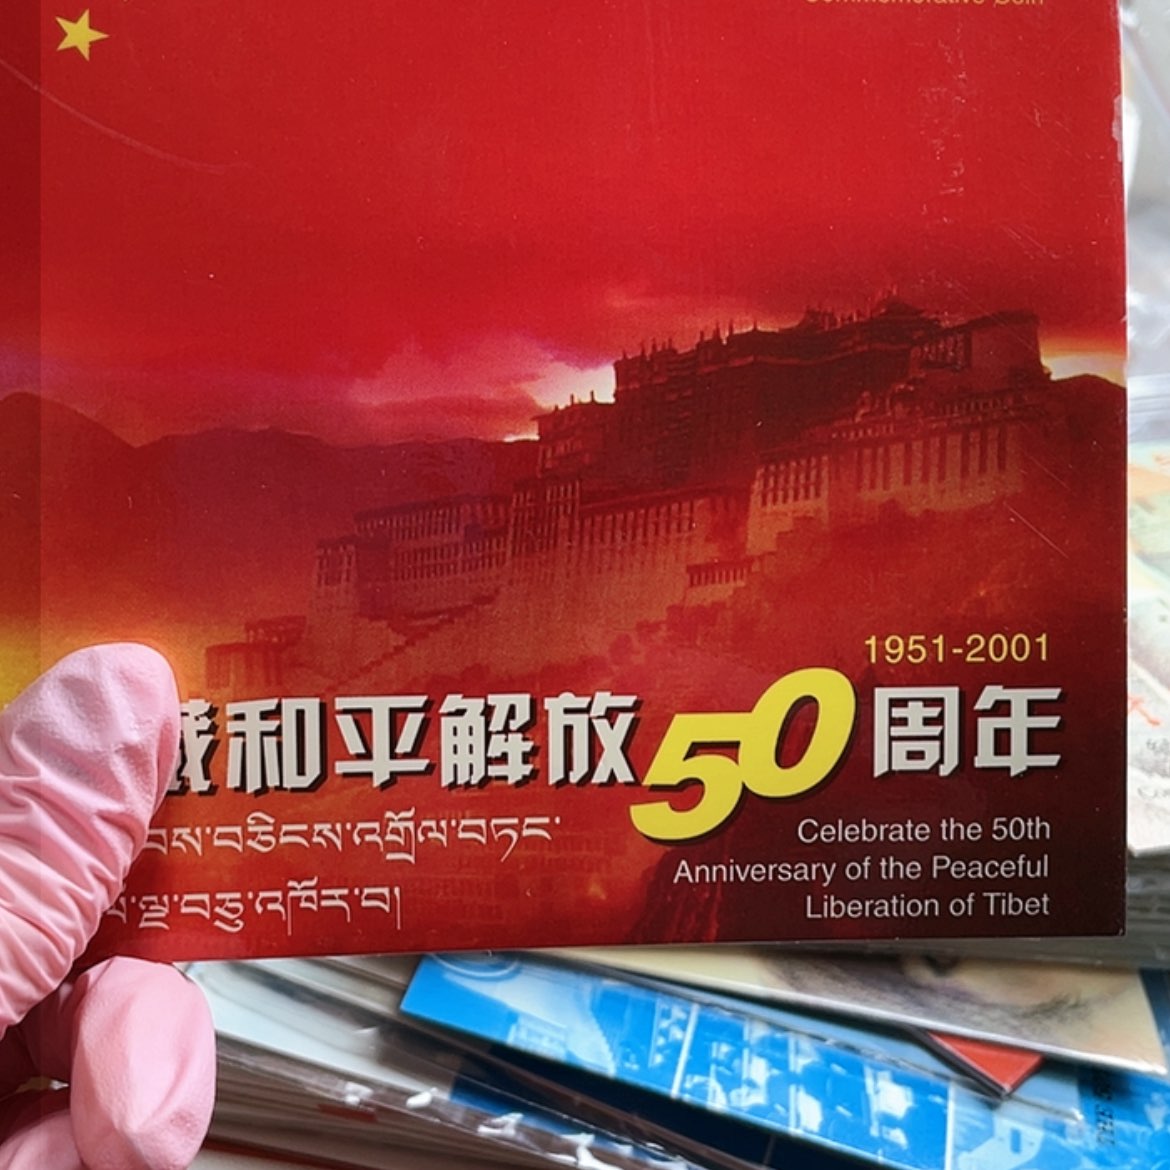 1951-2001
和平解放50周年
བས་བཅིངས་འགྲོལ་བཏང་
ལྔ་བཅུ་འཁོར་བ།
Celebrate the 50th
Anniversary of the Peaceful
Liberation of Tibet